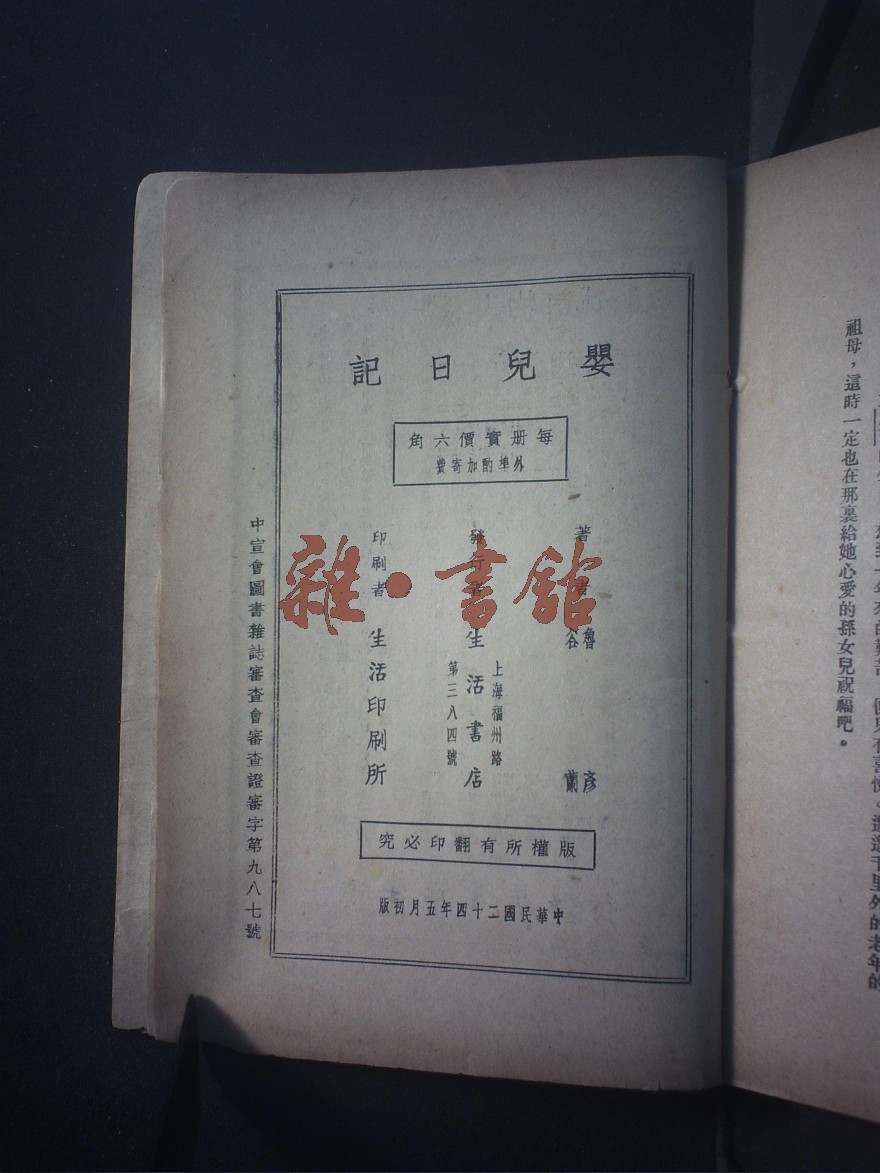 祖母，這時一定也在那裏給她心愛的孫女兒祝福吧。
嬰兒日記
每册實價六角
外埠酌加寄費
著者
魯彥
谷蘭
發行者
上海福州路
生活書店
第三八四號
印刷者
生活印刷所
版權所有翻印必究
中華民國二十四年五月初版
中宣會圖書雜誌審查會審查證審字第九八七號
雜·書館